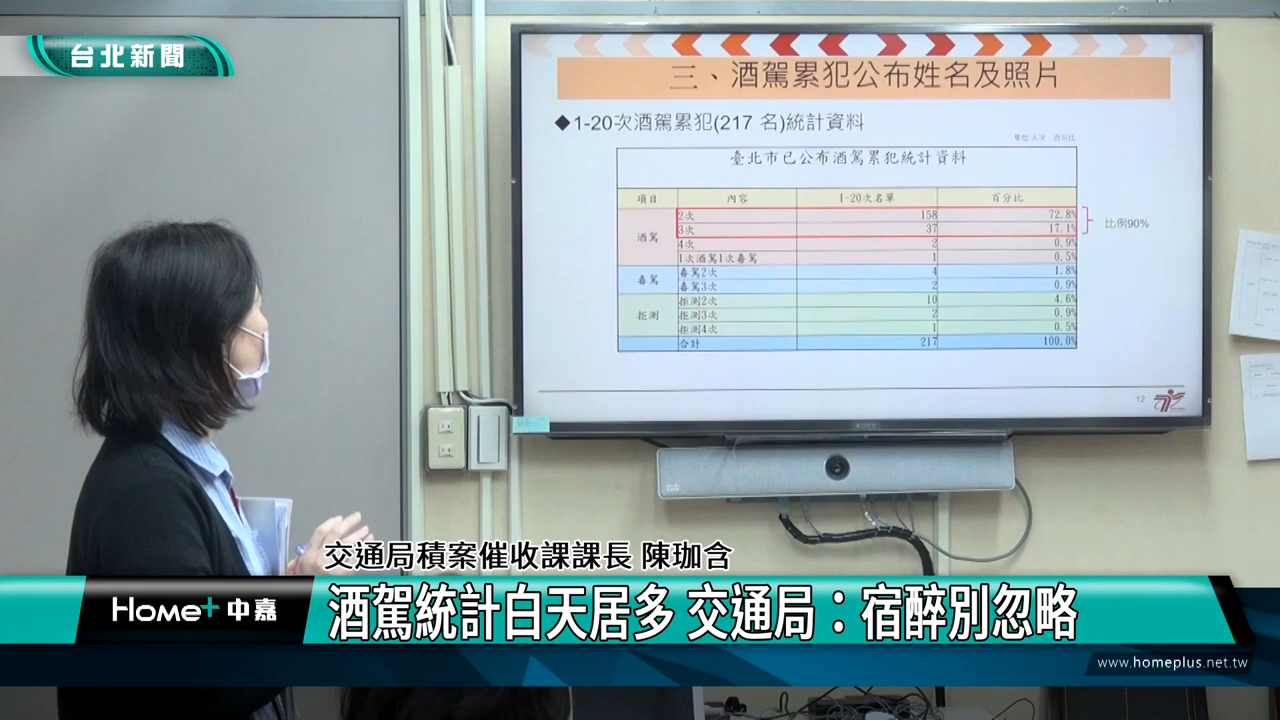 台北新聞
三、酒駕累犯公布姓名及照片
◆1-20次酒駕累犯(217 名)統計資料
單位:人次、百分比
臺北市已公布酒駕累犯統計資料
項目 內容 1-20次名單 百分比
酒駕 2次 158 72.8%
3次 37 17.1%
比例90%
4次 2 0.9%
1次酒駕1次毒駕 1 0.5%
毒駕 毒駕2次 4 1.8%
毒駕3次 2 0.9%
拒測 拒測2次 10 4.6%
拒測3次 2 0.9%
拒測4次 1 0.5%
合計 217 100.0%
12
SONY
交通局積案催收課課長 陳珈含
Home+ 中嘉
酒駕統計白天居多 交通局：宿醉別忽略
www.homeplus.net.tw